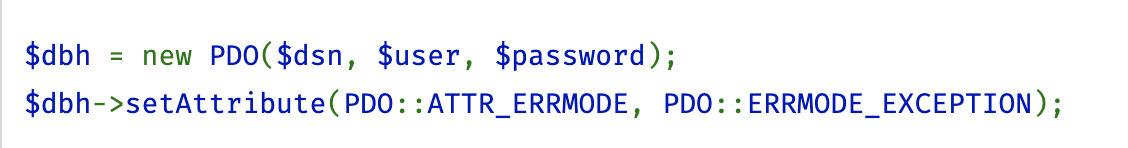 $dbh = new PDO($dsn, $user, $password);
$dbh->setAttribute(PDO::ATTR_ERRMODE, PDO::ERRMODE_EXCEPTION);